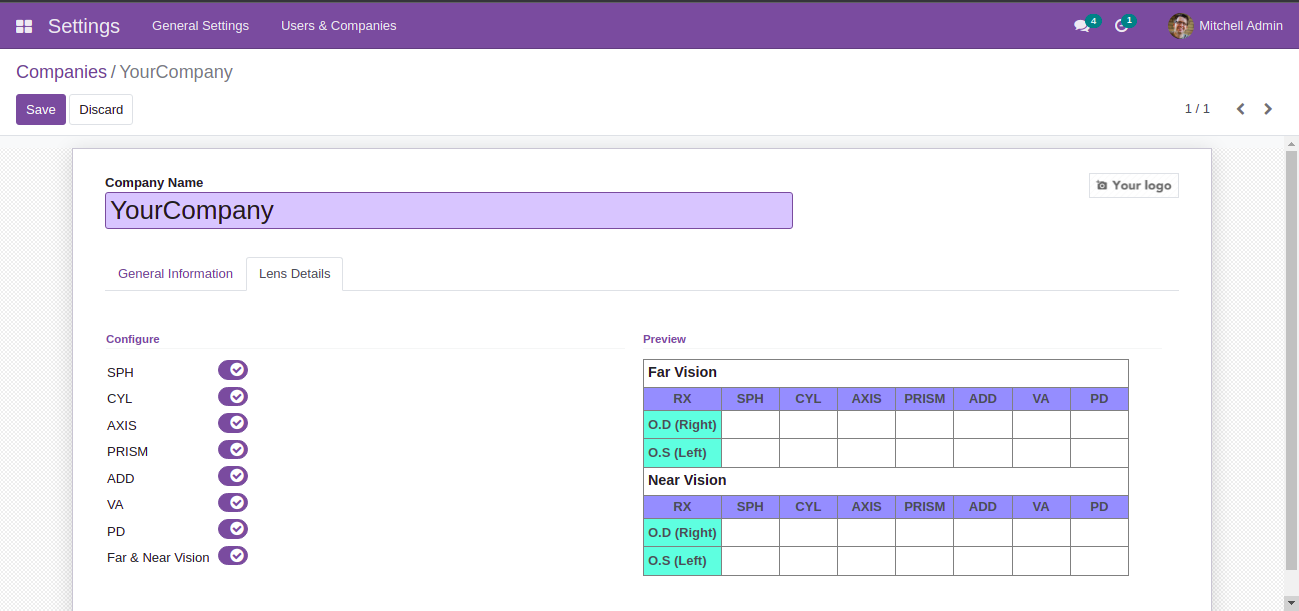 Settings General Settings Users & Companies 4 1 Mitchell Admin
Companies / YourCompany
Save Discard 1 / 1
Company Name
Your logo
YourCompany
General Information Lens Details
Configure
SPH
CYL
AXIS
PRISM
ADD
VA
PD
Far & Near Vision
Preview
Far Vision
RX SPH CYL AXIS PRISM ADD VA PD
O.D (Right)
O.S (Left)
Near Vision
RX SPH CYL AXIS PRISM ADD VA PD
O.D (Right)
O.S (Left)